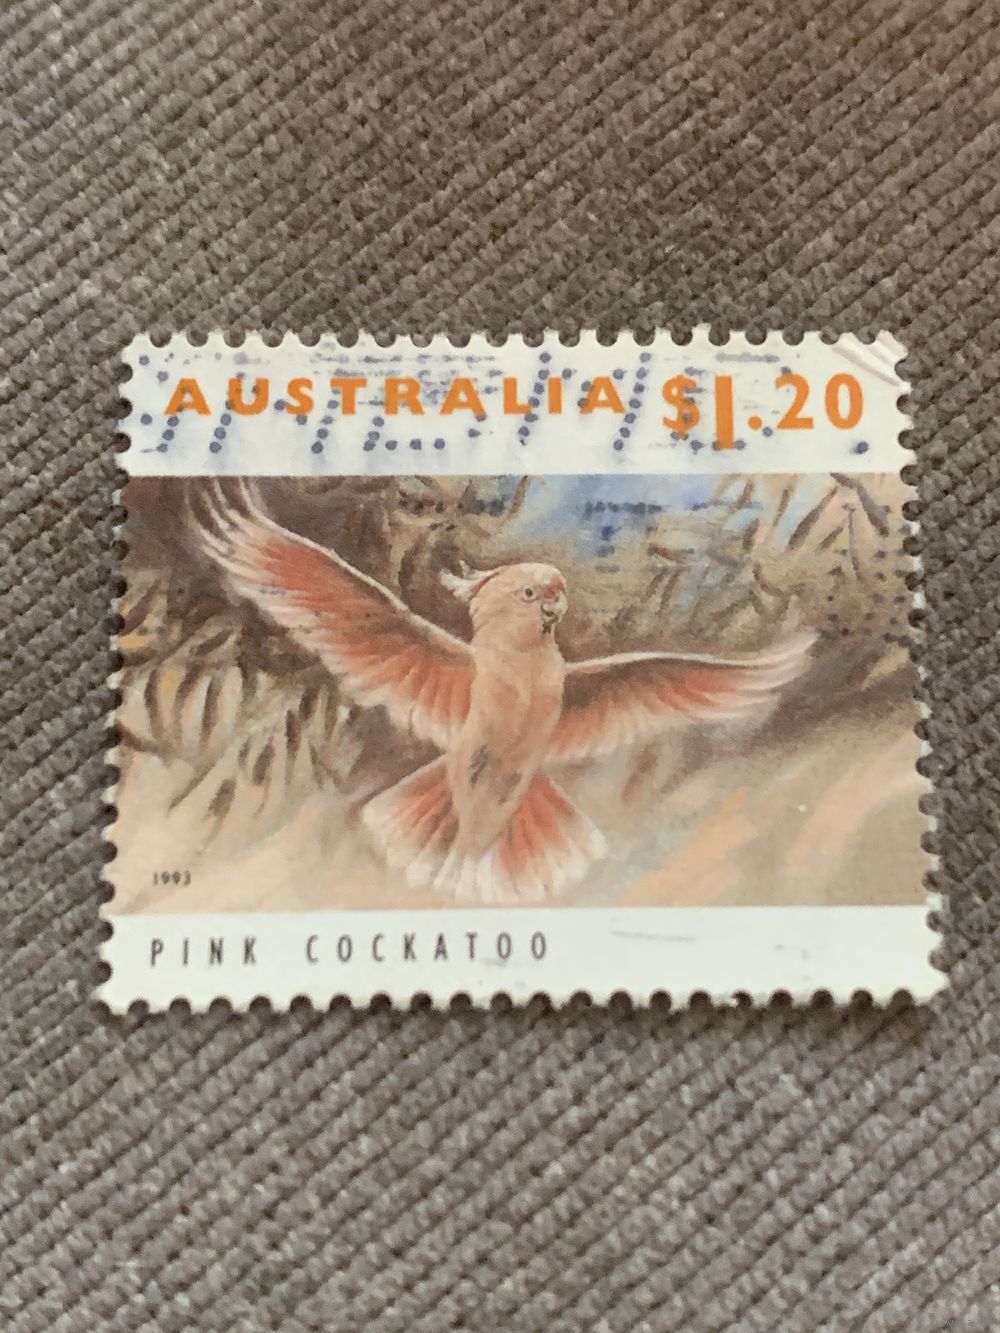 AUSTRALIA $1.20
1993
PINK COCKATOO